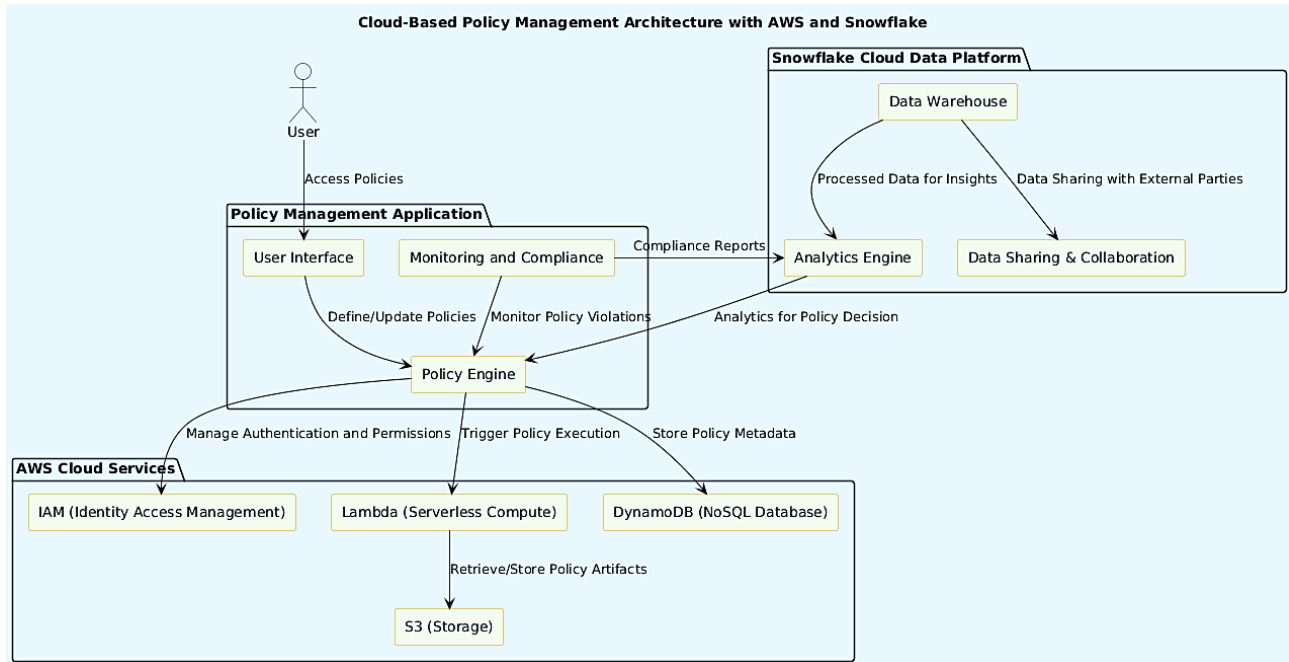 Cloud-Based Policy Management Architecture with AWS and Snowflake
Snowflake Cloud Data Platform
Data Warehouse
User
Access Policies
Processed Data for Insights
Data Sharing with External Parties
Policy Management Application
Compliance Reports
User Interface
Monitoring and Compliance
Analytics Engine
Data Sharing & Collaboration
Define/Update Policies
Monitor Policy Violations
Analytics for Policy Decision
Policy Engine
Manage Authentication and Permissions
Trigger Policy Execution
Store Policy Metadata
AWS Cloud Services
IAM (Identity Access Management)
Lambda (Serverless Compute)
DynamoDB (NoSQL Database)
Retrieve/Store Policy Artifacts
S3 (Storage)